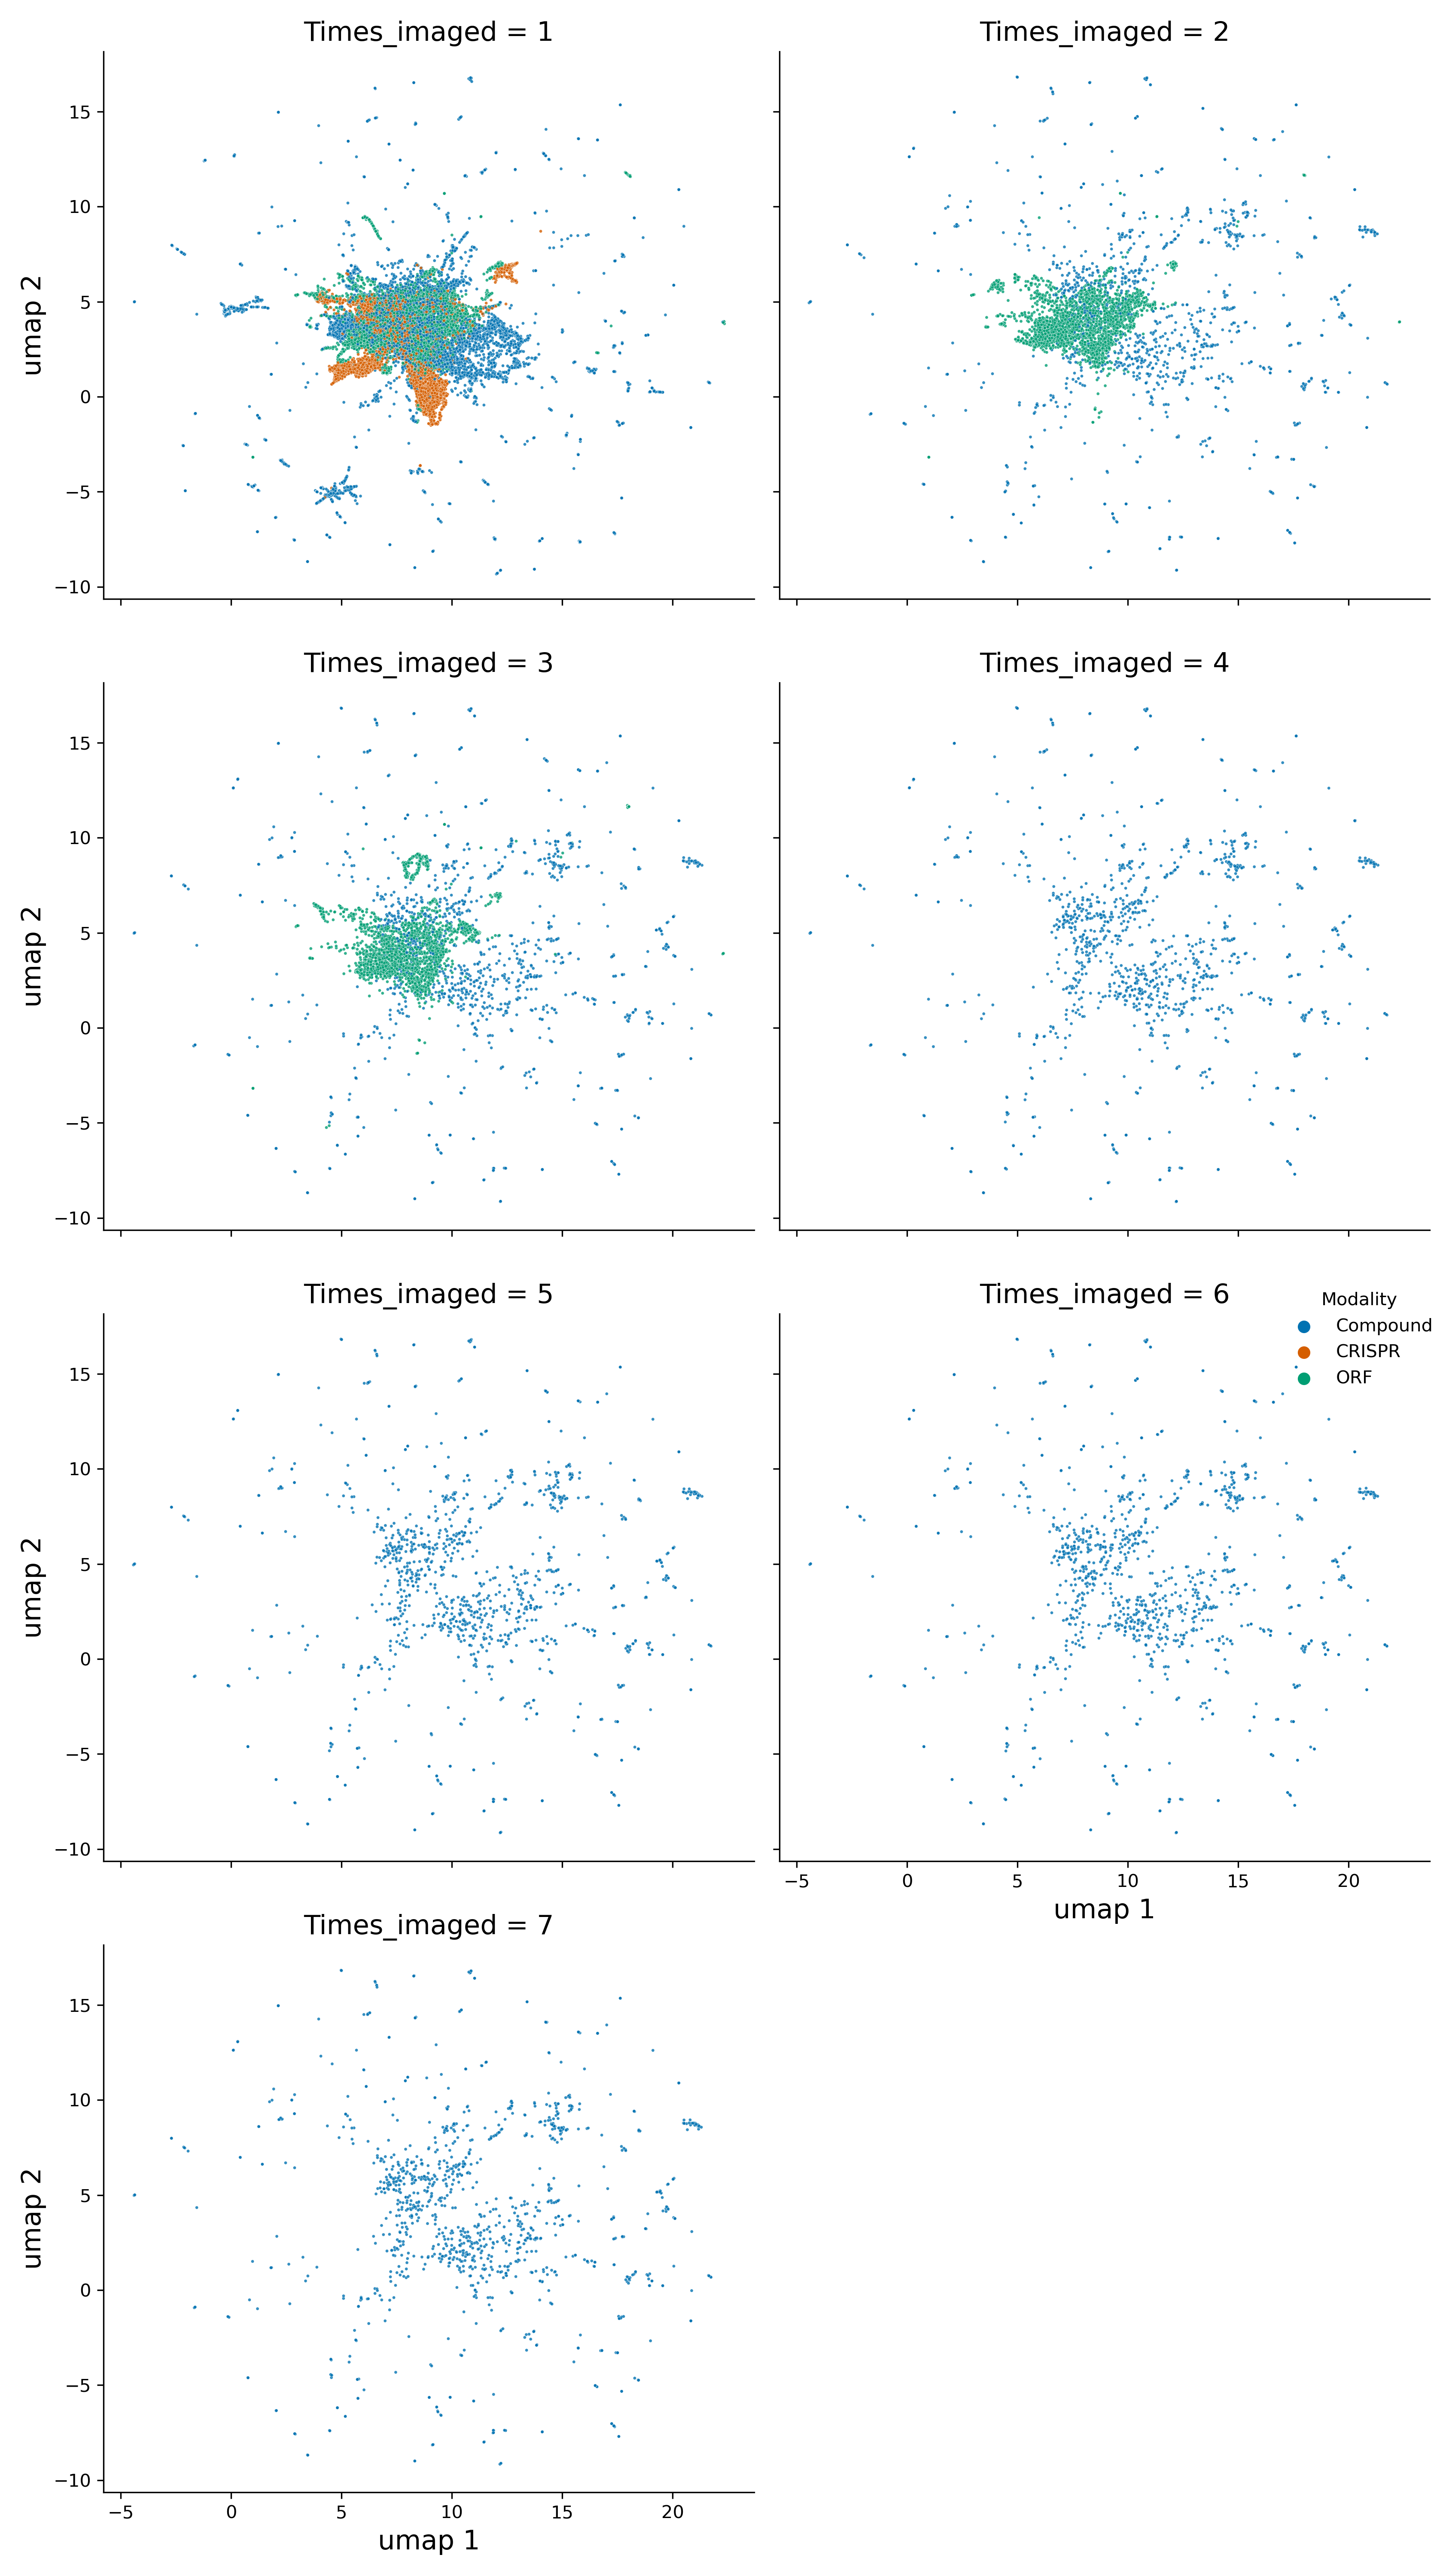 Times_imaged = 1
Times_imaged = 2
umap 2
15
10
5
0
−5
−10
Times_imaged = 3
Times_imaged = 4
umap 2
15
10
5
0
−5
−10
Times_imaged = 5
Times_imaged = 6
Modality
Compound
CRISPR
ORF
umap 2
15
10
5
0
−5
−10
−5 0 5 10 15 20
umap 1
Times_imaged = 7
umap 2
15
10
5
0
−5
−10
−5 0 5 10 15 20
umap 1